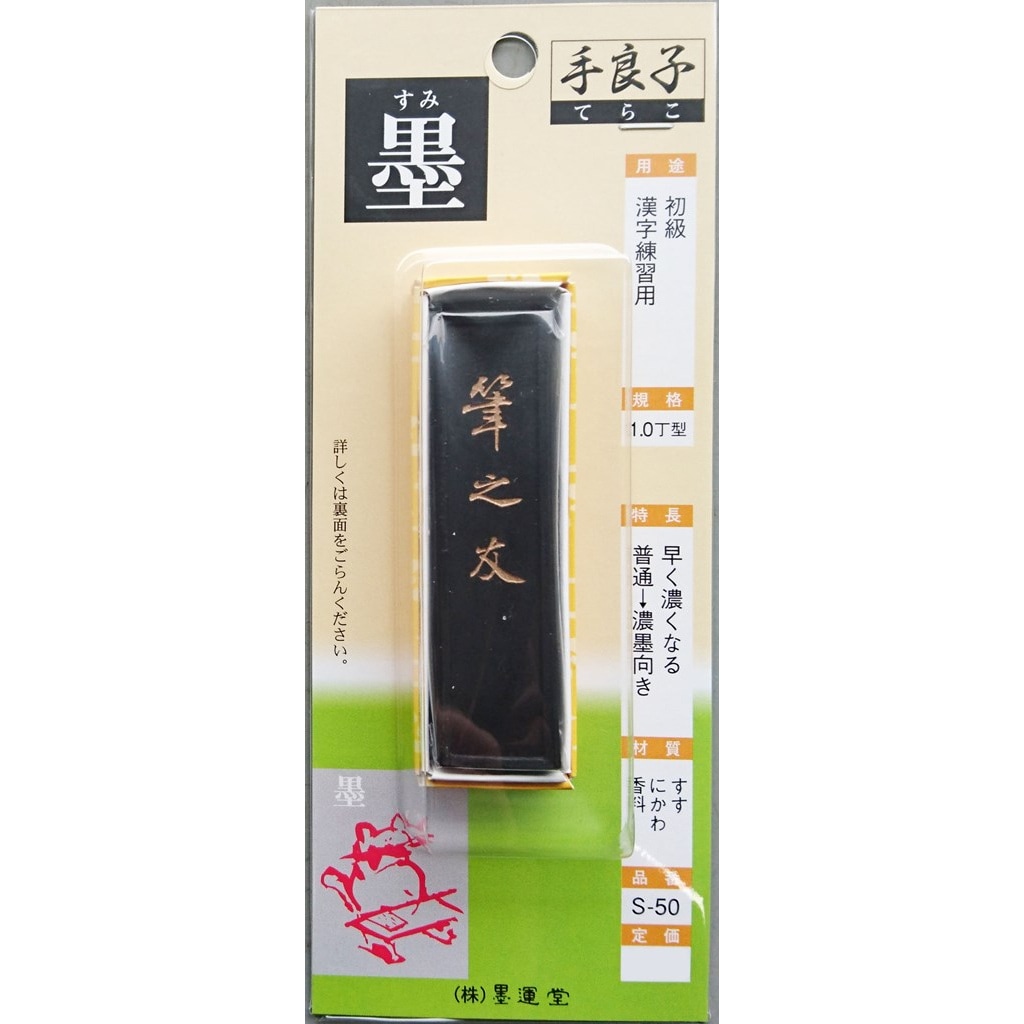 手良子
てらこ
すみ
墨
用途
初級
漢字練習用
規格
1.0丁型
特長
早く濃くなる
普通→濃墨向き
材質
すす
にかわ
香料
品番
S-50
定価
筆之友
詳しくは裏面をごらんください。
墨
(株)墨運堂